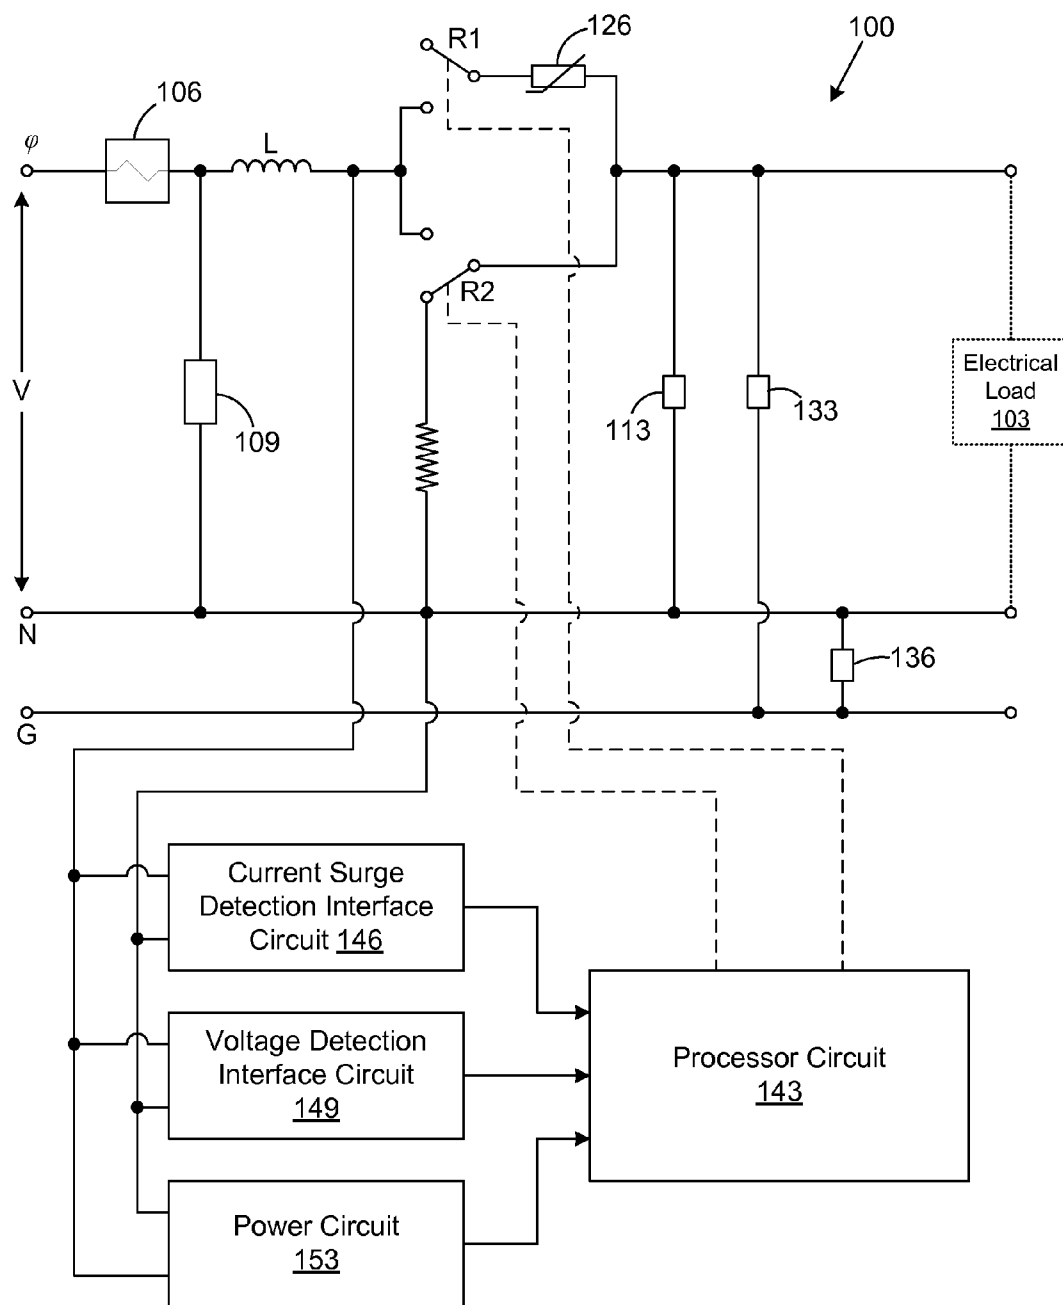 R1
126
100
106
φ
L
R2
V
109
113
133
Electrical
Load
103
N
136
G
Current Surge
Detection Interface
Circuit 146
Voltage Detection
Interface Circuit
149
Processor Circuit
143
Power Circuit
153